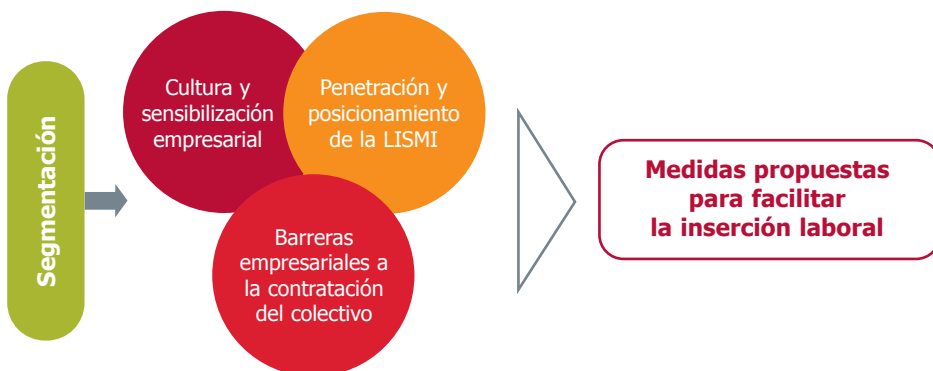 Segmentación
Cultura y
sensibilización
empresarial
Penetración y
posicionamiento
de la LISMI
Barreras
empresariales a
la contratación
del colectivo
Medidas propuestas
para facilitar
la inserción laboral